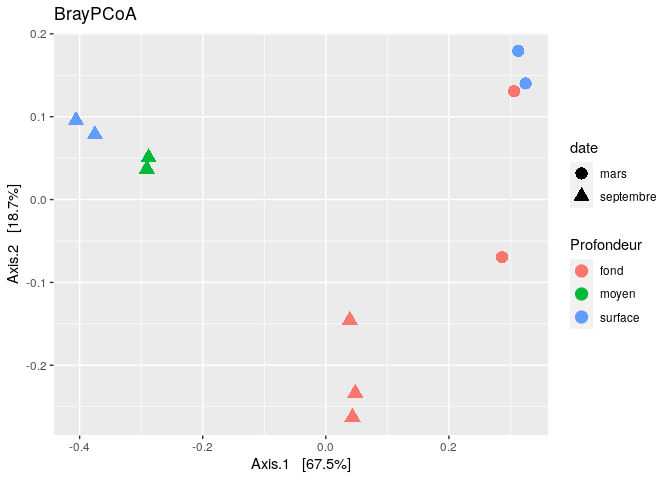 BrayPCoA
0.2
0.1
0.0
-0.1
-0.2
Axis.2 [18.7%]
-0.4
-0.2
0.0
0.2
Axis.1 [67.5%]
date
mars
septembre
Profondeur
fond
moyen
surface